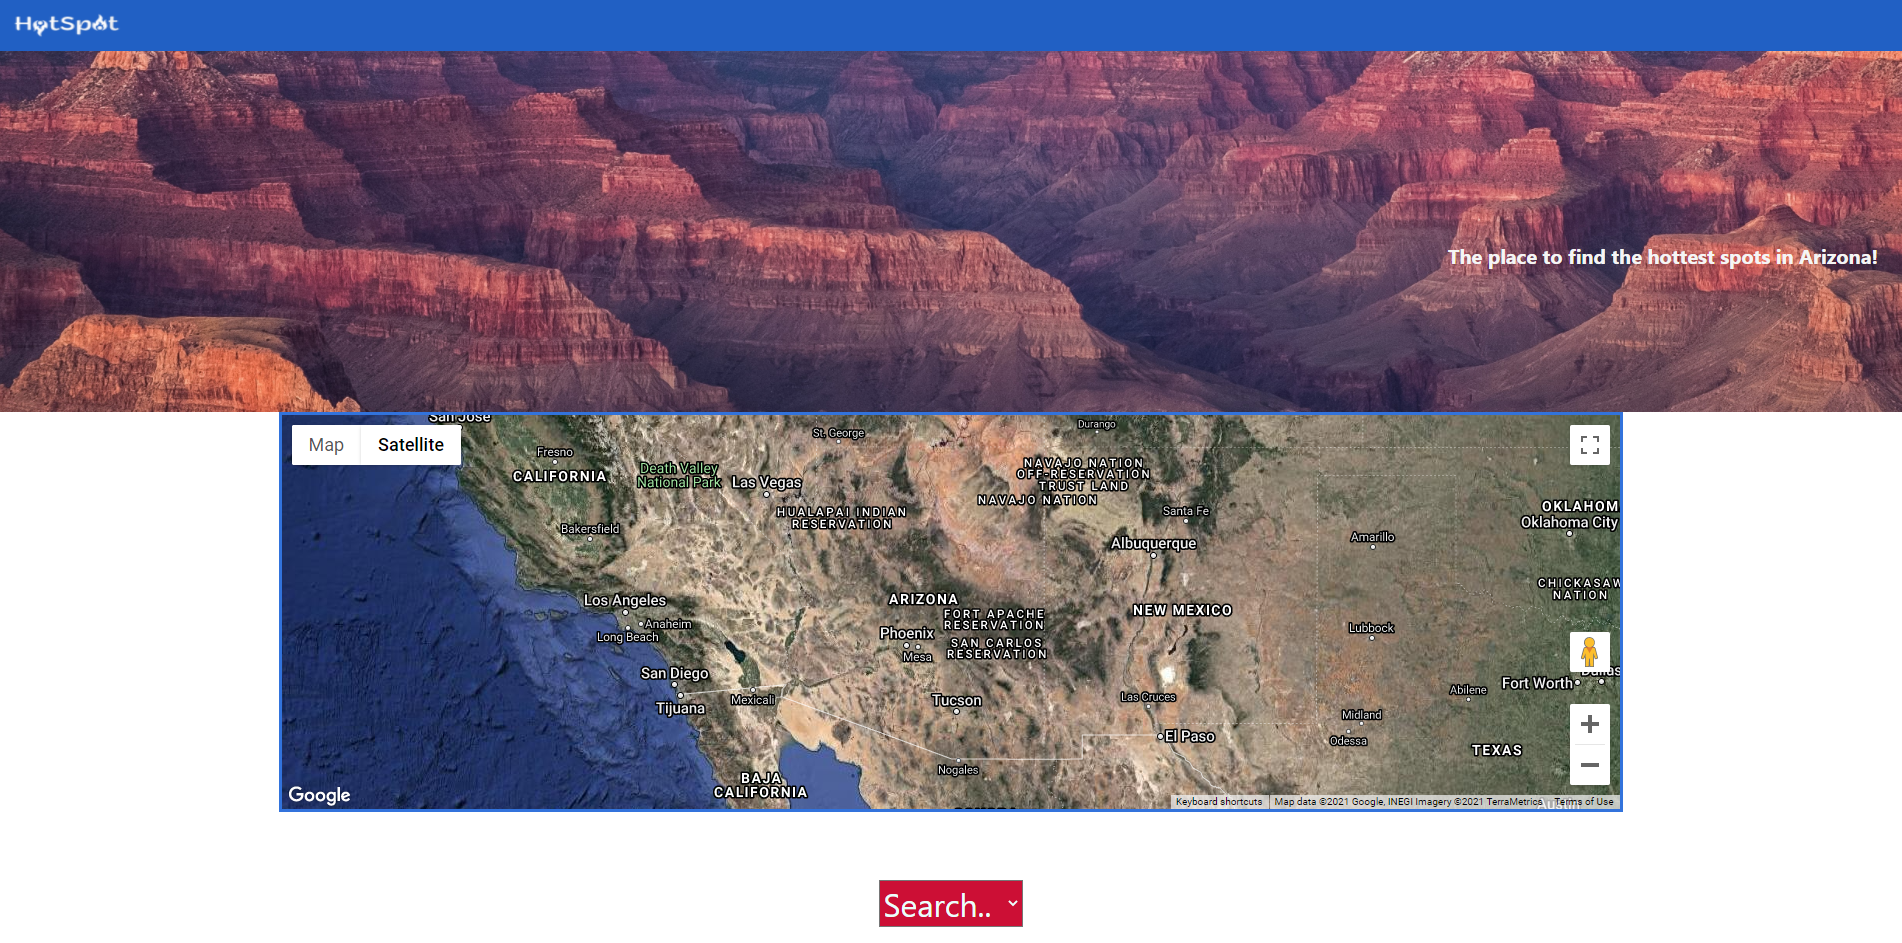 HotSpot
The place to find the hottest spots in Arizona!
Map
Satellite
San Jose
Fresno
CALIFORNIA
Death Valley
National Park
Las Vegas
St. George
Durango
NAVAJO NATION
OFF-RESERVATION
TRUST LAND
NAVAJO NATION
HUALAPAI INDIAN
RESERVATION
Bakersfield
Santa Fe
Albuquerque
Amarillo
OKLAHOM
Oklahoma City
CHICKASAW
NATION
Los Angeles
Anaheim
Long Beach
ARIZONA
FORT APACHE
RESERVATION
Phoenix
Mesa
SAN CARLOS
RESERVATION
NEW MEXICO
Lubbock
San Diego
Tijuana
Mexicali
Tucson
Las Cruces
Abilene
Fort Worth
Dallas
El Paso
Midland
Odessa
TEXAS
Nogales
BAJA
CALIFORNIA
Austin
Google
Keyboard shortcuts
Map data ©2021 Google, INEGI Imagery ©2021 TerraMetrics
Terms of Use
Search..